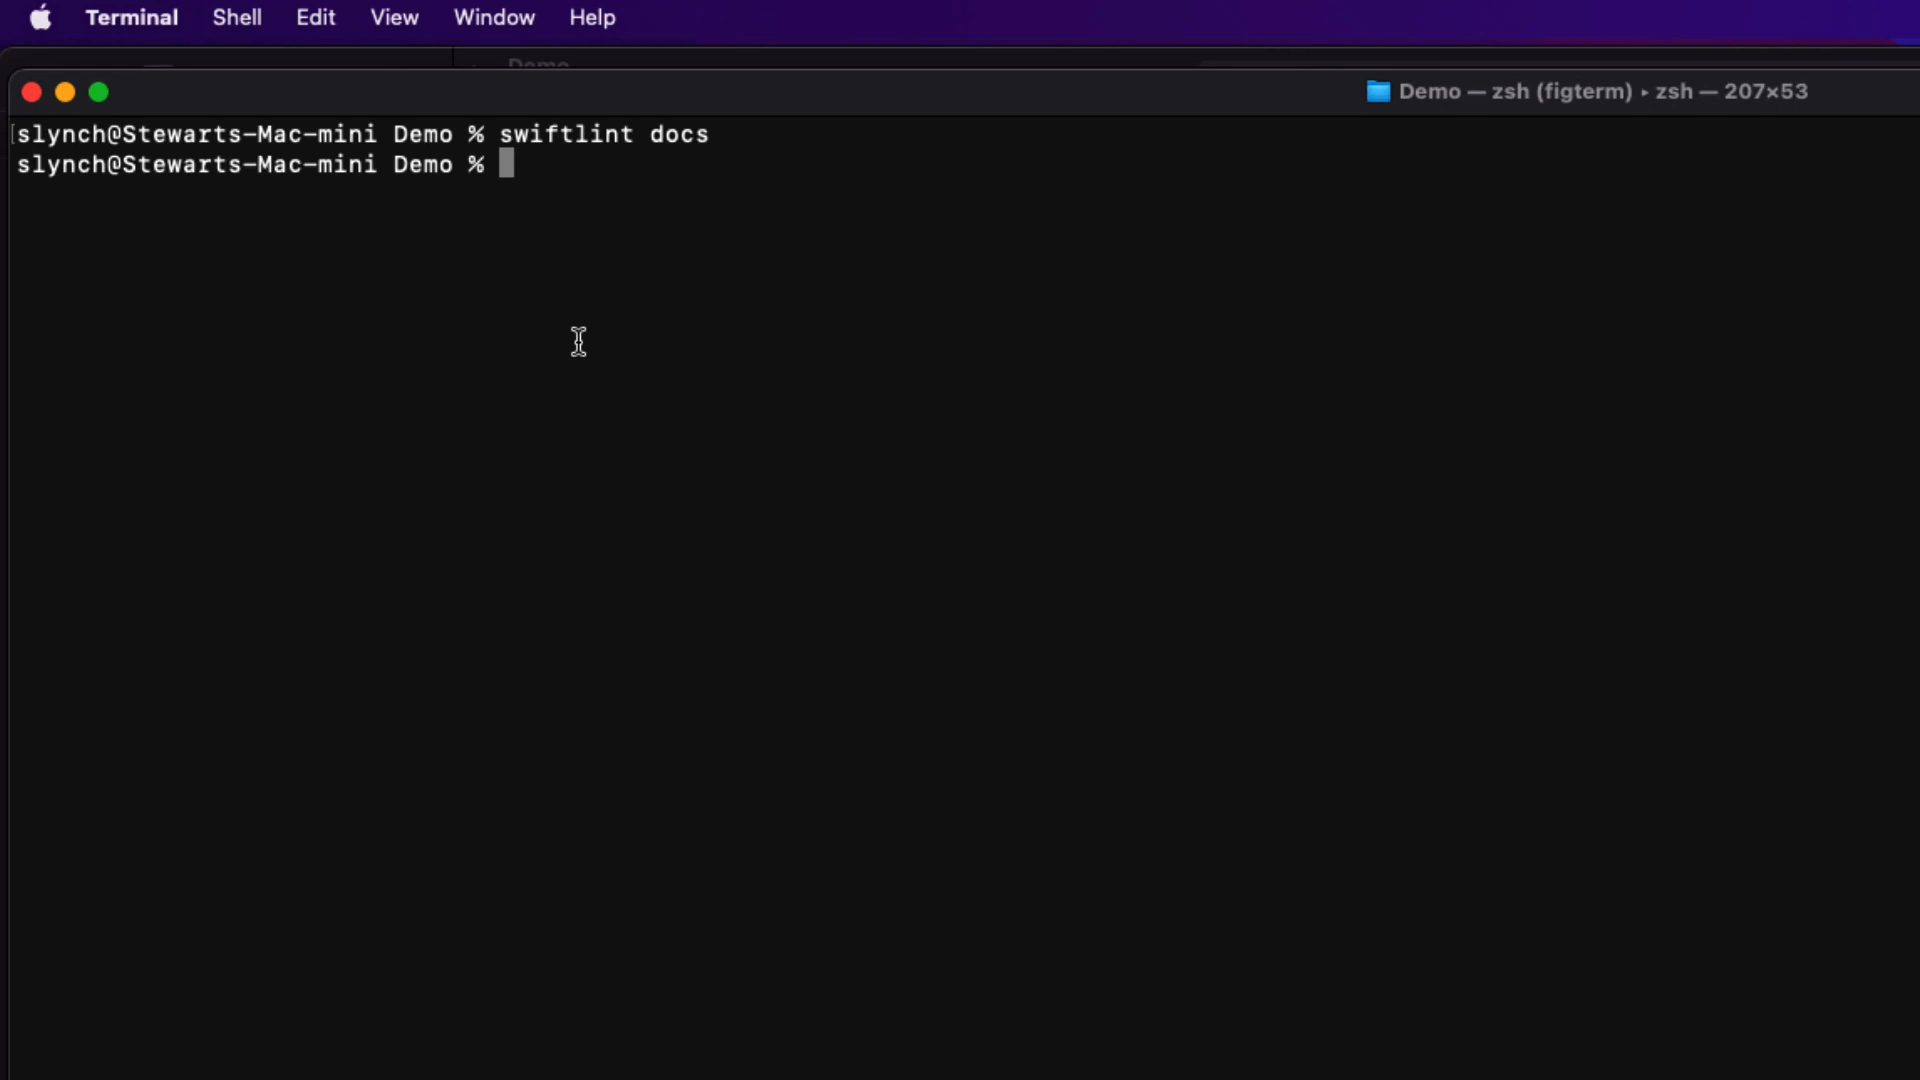 Terminal Shell Edit View Window Help
Demo
Demo — zsh (figterm) ▸ zsh — 207×53
[slynch@Stewarts-Mac-mini Demo % swiftlint docs
slynch@Stewarts-Mac-mini Demo %